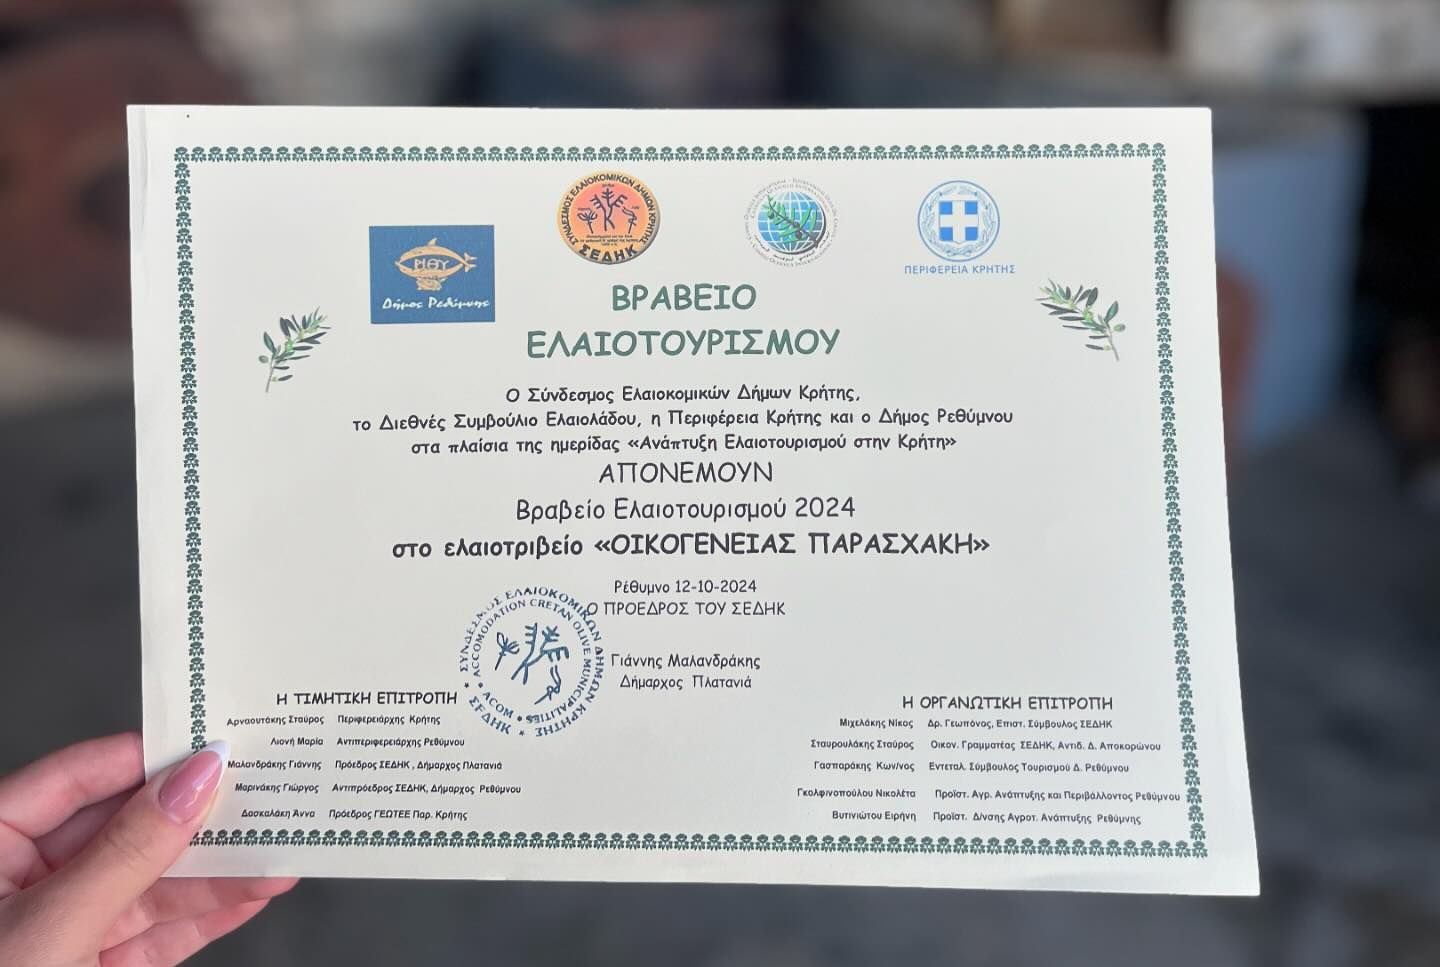 ΡΙΘΥ
Δήμος Ρεθύμνης
ΣΥΝΔΕΣΜΟΣ ΕΛΑΙΟΚΟΜΙΚΩΝ ΔΗΜΩΝ ΚΡΗΤΗΣ
ΣΕΔΗΚ
ΠΕΡΙΦΕΡΕΙΑ ΚΡΗΤΗΣ
ΒΡΑΒΕΙΟ
ΕΛΑΙΟΤΟΥΡΙΣΜΟΥ
Ο Σύνδεσμος Ελαιοκομικών Δήμων Κρήτης,
το Διεθνές Συμβούλιο Ελαιολάδου, η Περιφέρεια Κρήτης και ο Δήμος Ρεθύμνου
στα πλαίσια της ημερίδας «Ανάπτυξη Ελαιοτουρισμού στην Κρήτη»
ΑΠΟΝΕΜΟΥΝ
Βραβείο Ελαιοτουρισμού 2024
στο ελαιοτριβείο «ΟΙΚΟΓΕΝΕΙΑΣ ΠΑΡΑΣΧΑΚΗ»
Ρέθυμνο 12-10-2024
Ο ΠΡΟΕΔΡΟΣ ΤΟΥ ΣΕΔΗΚ
ΣΥΝΔΕΣΜΟΣ ΕΛΑΙΟΚΟΜΙΚΩΝ ΔΗΜΩΝ ΚΡΗΤΗΣ * ΣΕΔΗΚ *
ACCOMODATION CRETAN OLIVE MUNICIPALITIES • ACOM •
Γιάννης Μαλανδράκης
Δήμαρχος Πλατανιά
Η ΤΙΜΗΤΙΚΗ ΕΠΙΤΡΟΠΗ
Αρναουτάκης Σταύρος Περιφερειάρχης Κρήτης
Λιονή Μαρία Αντιπεριφερειάρχης Ρεθύμνου
Μαλανδράκης Γιάννης Πρόεδρος ΣΕΔΗΚ , Δήμαρχος Πλατανιά
Μαρινάκης Γιώργος Αντιπρόεδρος ΣΕΔΗΚ, Δήμαρχος Ρεθύμνου
Δασκαλάκη Άννα Πρόεδρος ΓΕΩΤΕΕ Παρ. Κρήτης
Η ΟΡΓΑΝΩΤΙΚΗ ΕΠΙΤΡΟΠΗ
Μιχελάκης Νίκος Δρ. Γεωπόνος, Επιστ. Σύμβουλος ΣΕΔΗΚ
Σταυρουλάκης Σταύρος Οικον. Γραμματέας ΣΕΔΗΚ, Αντιδ. Δ. Αποκορώνου
Γασπαράκης Κων/νος Εντεταλ. Σύμβουλος Τουρισμού Δ. Ρεθύμνου
Γκολφινοπούλου Νικολέτα Προϊστ. Αγρ. Ανάπτυξης και Περιβάλλοντος Ρεθύμνου
Βυτινιώτου Ειρήνη Προϊστ. Δ/νσης Αγροτ. Ανάπτυξης Ρεθύμνης